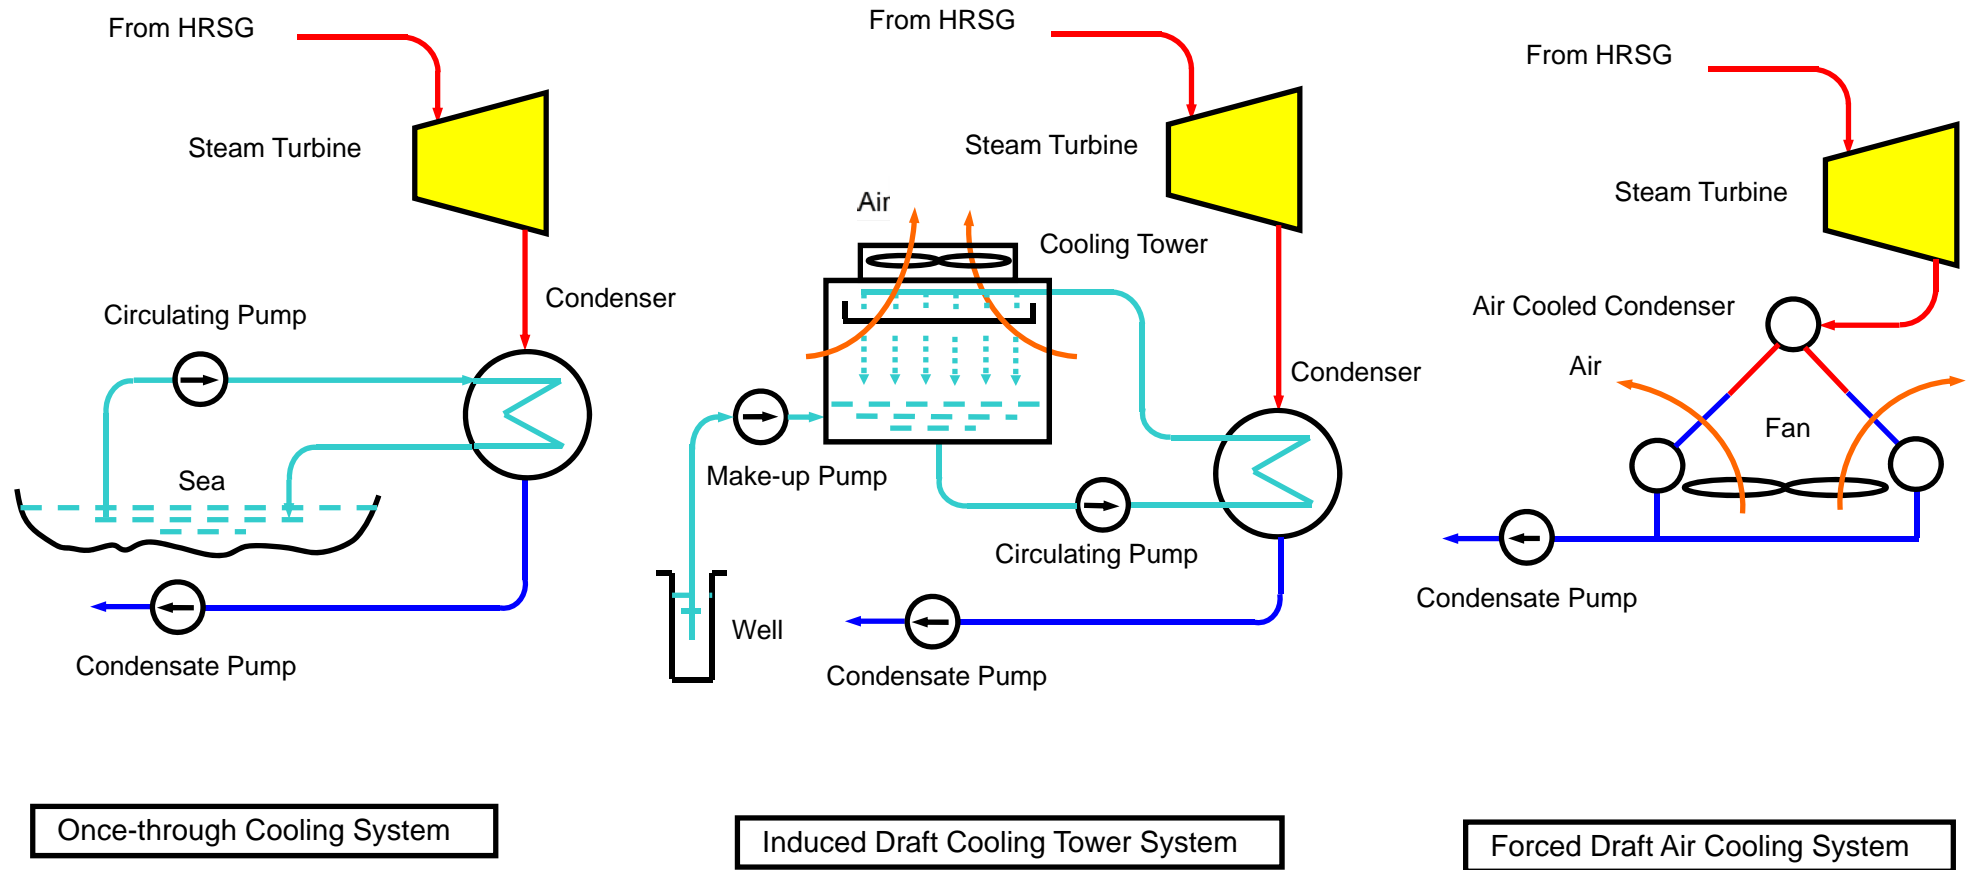 From HRSG
Steam Turbine
Condenser
Circulating Pump
Sea
Condensate Pump
Once-through Cooling System
From HRSG
Steam Turbine
Air
Cooling Tower
Condenser
Make-up Pump
Circulating Pump
Well
Condensate Pump
Induced Draft Cooling Tower System
From HRSG
Steam Turbine
Air Cooled Condenser
Air
Fan
Condensate Pump
Forced Draft Air Cooling System